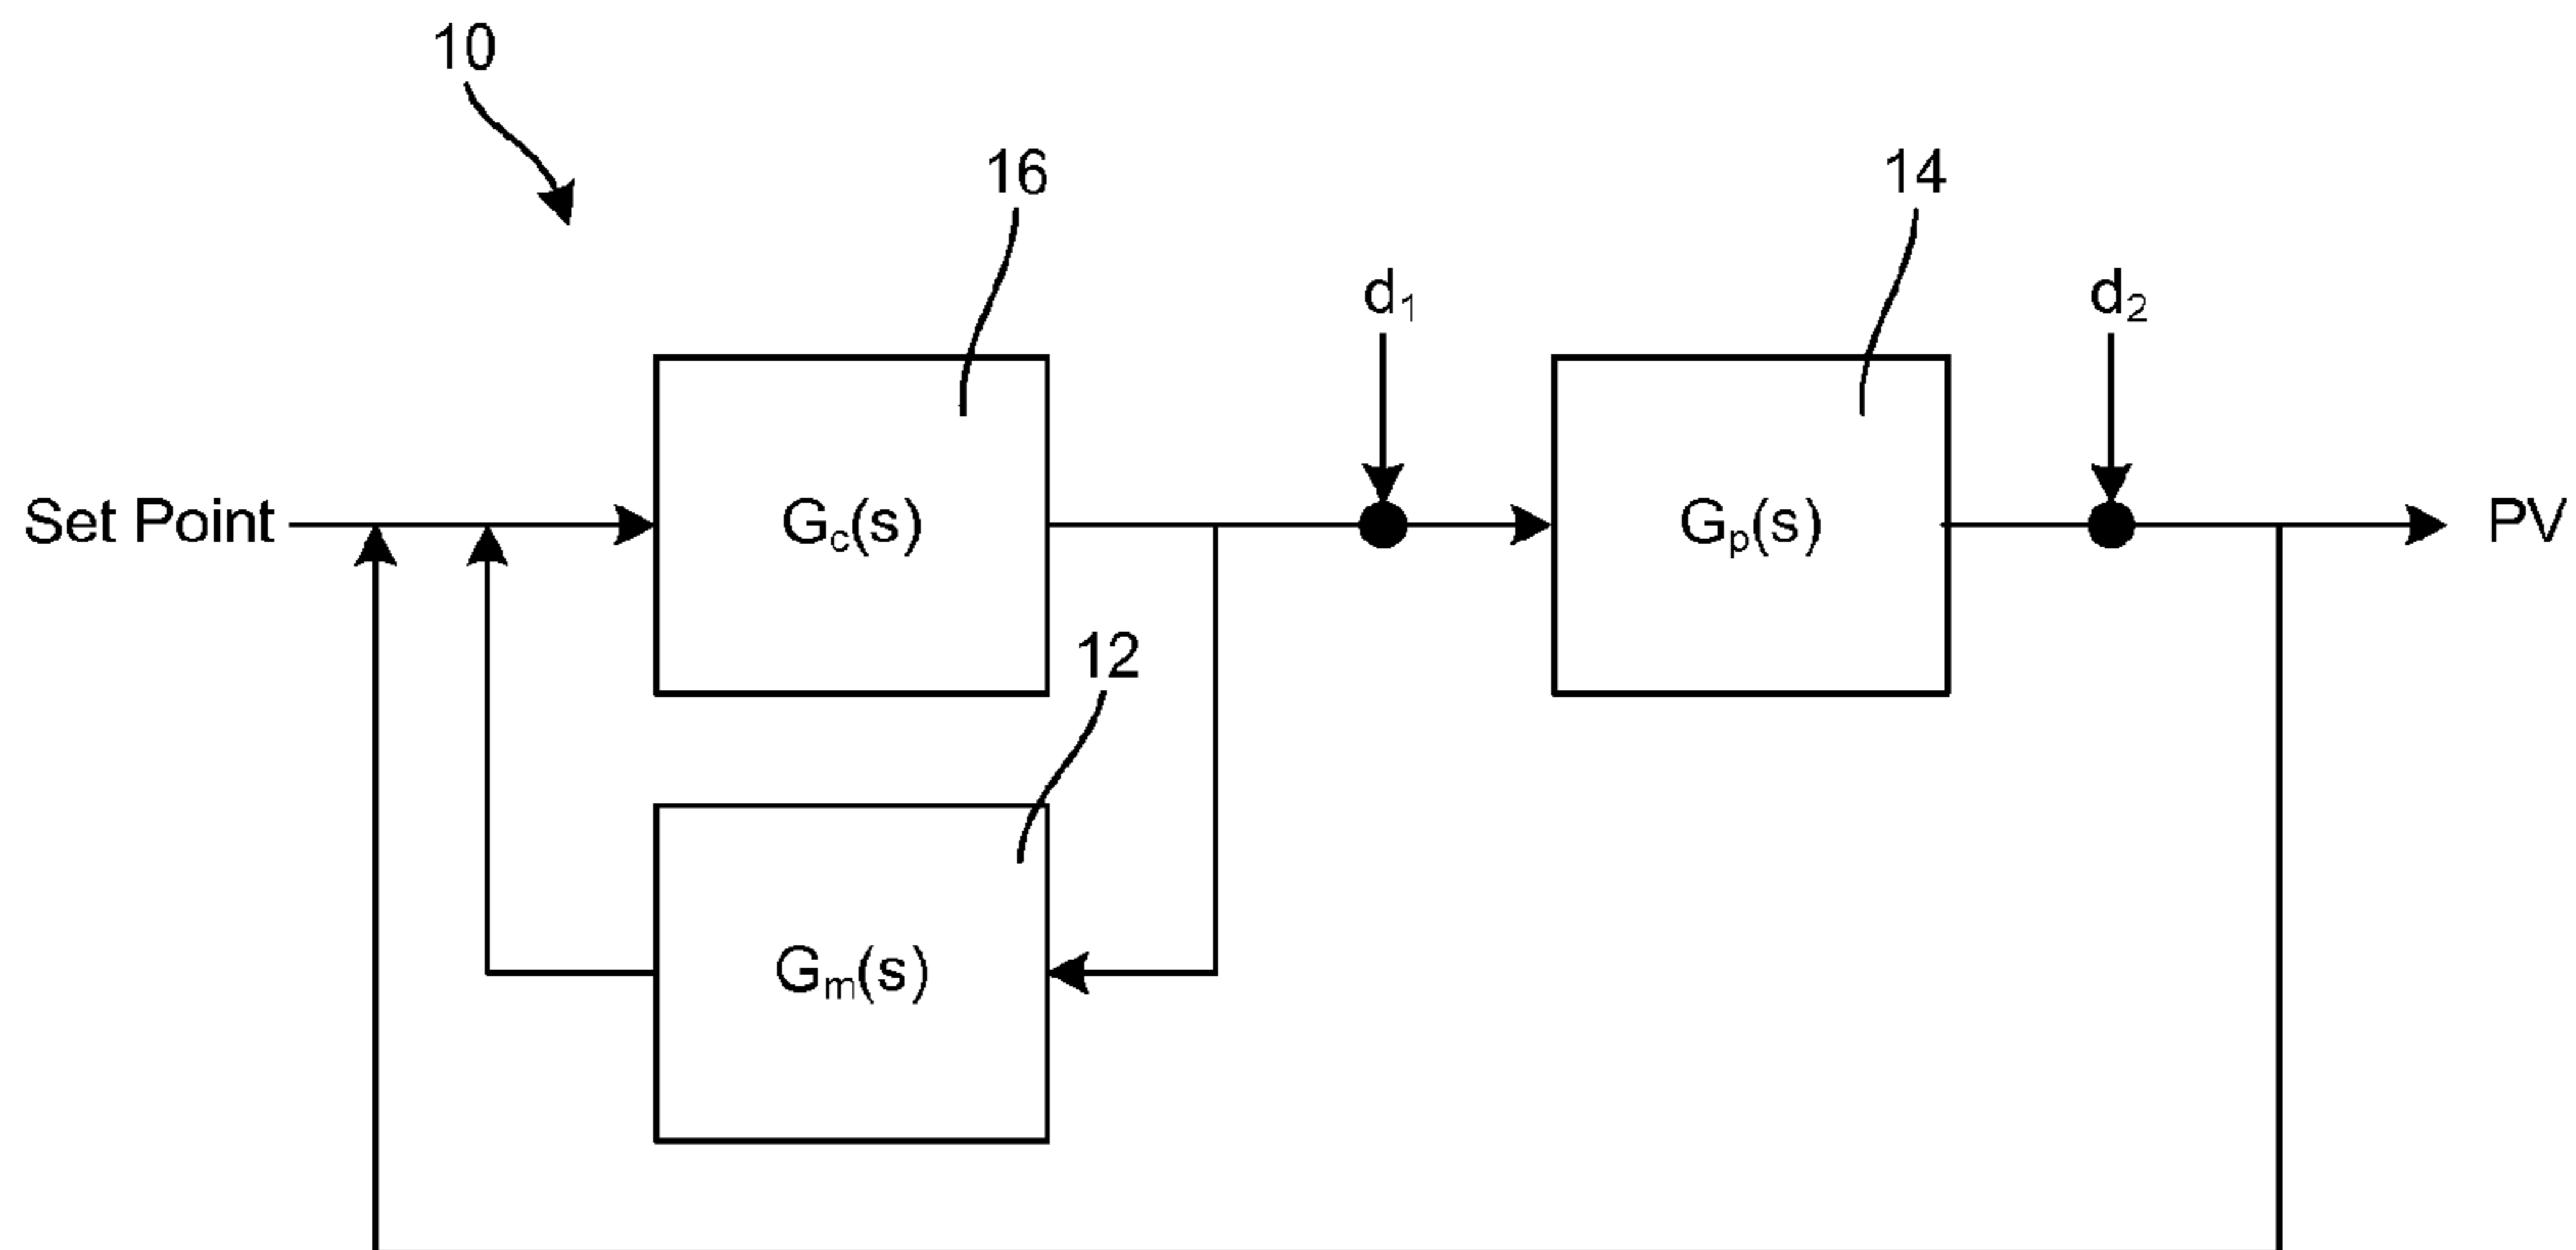 10
16
14
d₁
d₂
Set Point
Gc(s)
Gp(s)
PV
12
Gm(s)